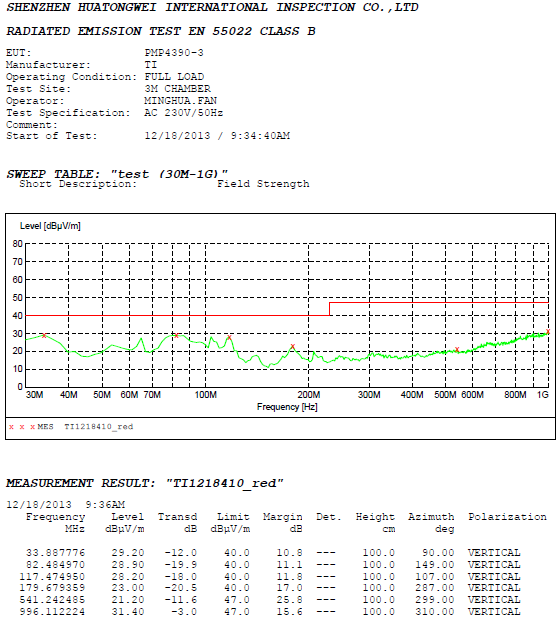 SHENZHEN HUATONGWEI INTERNATIONAL INSPECTION CO.,LTD
RADIATED EMISSION TEST EN 55022 CLASS B
EUT: PMP4390-3
Manufacturer: TI
Operating Condition: FULL LOAD
Test Site: 3M CHAMBER
Operator: MINGHUA.FAN
Test Specification: AC 230V/50Hz
Comment:
Start of Test: 12/18/2013 / 9:34:40AM
SWEEP TABLE: "test (30M-1G)"
Short Description: Field Strength
Level [dBµV/m]
80
70
60
50
40
30
20
10
0
30M 40M 50M 60M 70M 100M 200M 300M 400M 500M 600M 800M 1G
Frequency [Hz]
x x x MES TI1218410_red
MEASUREMENT RESULT: "TI1218410_red"
12/18/2013 9:36AM
Frequency Level Transd Limit Margin Det. Height Azimuth Polarization
MHz dBµV/m dB dBµV/m dB cm deg
33.887776 29.20 -12.0 40.0 10.8 --- 100.0 90.00 VERTICAL
82.484970 28.90 -19.9 40.0 11.1 --- 100.0 149.00 VERTICAL
117.474950 28.20 -18.0 40.0 11.8 --- 100.0 107.00 VERTICAL
179.679359 23.00 -20.5 40.0 17.0 --- 100.0 287.00 VERTICAL
541.242485 21.20 -11.6 47.0 25.8 --- 100.0 299.00 VERTICAL
996.112224 31.40 -3.0 47.0 15.6 --- 100.0 310.00 VERTICAL